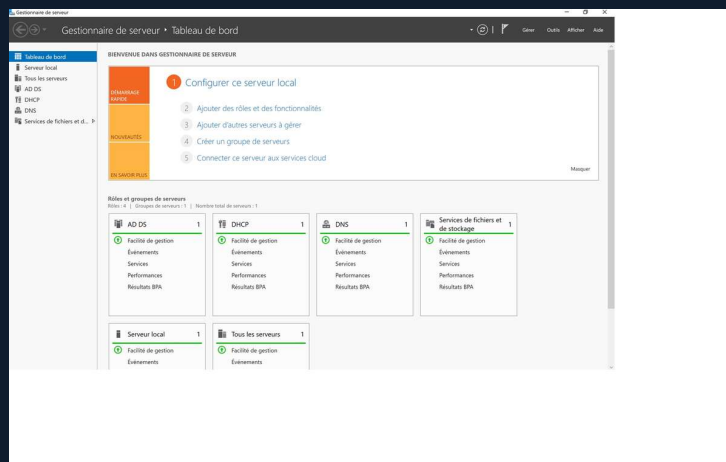 Gestionnaire de serveur
Gestionnaire de serveur • Tableau de bord
Gérer Outils Afficher Aide
Tableau de bord
Serveur local
Tous les serveurs
AD DS
DHCP
DNS
Services de fichiers et d...
BIENVENUE DANS GESTIONNAIRE DE SERVEUR
DÉMARRAGE
RAPIDE
NOUVEAUTÉS
EN SAVOIR PLUS
1 Configurer ce serveur local
2 Ajouter des rôles et des fonctionnalités
3 Ajouter d'autres serveurs à gérer
4 Créer un groupe de serveurs
5 Connecter ce serveur aux services cloud
Masquer
Rôles et groupes de serveurs
Rôles : 4 | Groupes de serveurs : 1 | Nombre total de serveurs : 1
AD DS 1
Facilité de gestion
Événements
Services
Performances
Résultats BPA
DHCP 1
Facilité de gestion
Événements
Services
Performances
Résultats BPA
DNS 1
Facilité de gestion
Événements
Services
Performances
Résultats BPA
Services de fichiers et
de stockage 1
Facilité de gestion
Événements
Services
Performances
Résultats BPA
Serveur local 1
Facilité de gestion
Événements
Tous les serveurs 1
Facilité de gestion
Événements